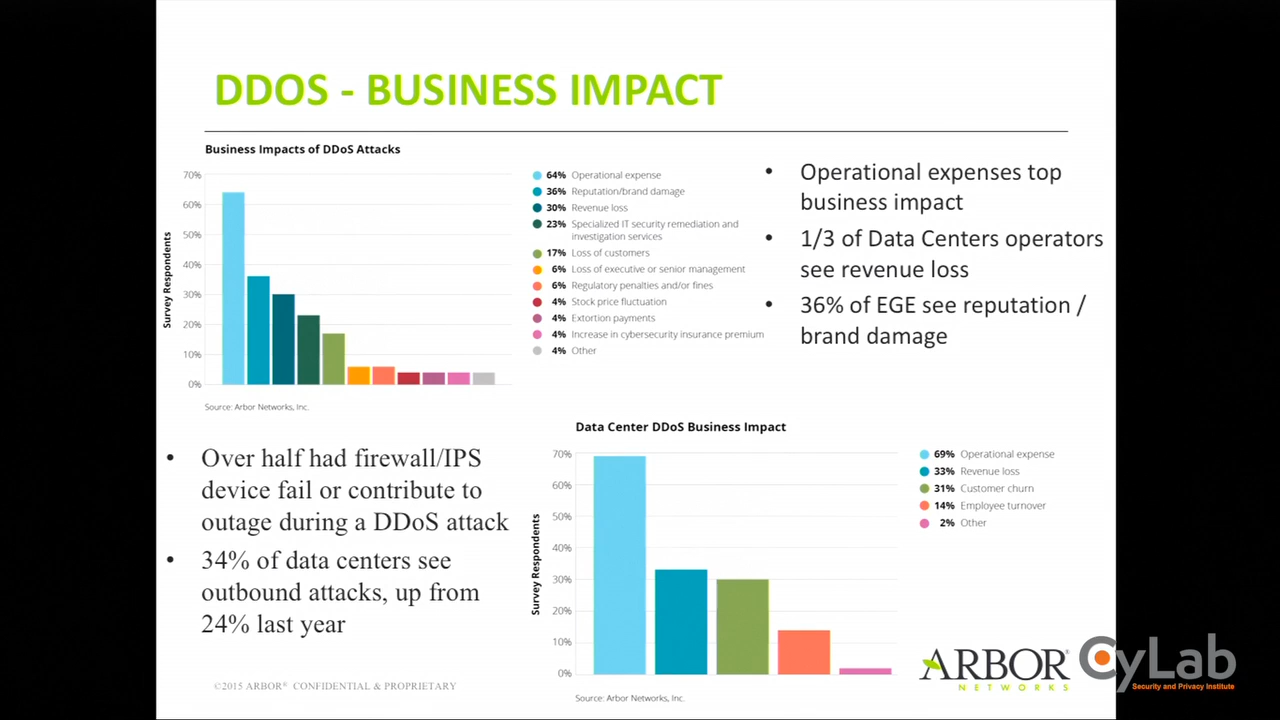 DDOS - BUSINESS IMPACT
Business Impacts of DDoS Attacks
Survey Respondents
70%
60%
50%
40%
30%
20%
10%
0%
64% Operational expense
36% Reputation/brand damage
30% Revenue loss
23% Specialized IT security remediation and
investigation services
17% Loss of customers
6% Loss of executive or senior management
6% Regulatory penalties and/or fines
4% Stock price fluctuation
4% Extortion payments
4% Increase in cybersecurity insurance premium
4% Other
Source: Arbor Networks, Inc.
• Operational expenses top
business impact
• 1/3 of Data Centers operators
see revenue loss
• 36% of EGE see reputation /
brand damage
• Over half had firewall/IPS
device fail or contribute to
outage during a DDoS attack
• 34% of data centers see
outbound attacks, up from
24% last year
Data Center DDoS Business Impact
Survey Respondents
70%
60%
50%
40%
30%
20%
10%
0%
69% Operational expense
33% Revenue loss
31% Customer churn
14% Employee turnover
2% Other
Source: Arbor Networks, Inc.
©2015 ARBOR® CONFIDENTIAL & PROPRIETARY
ARBOR®
NETWORKS
CyLab
Security and Privacy Institute